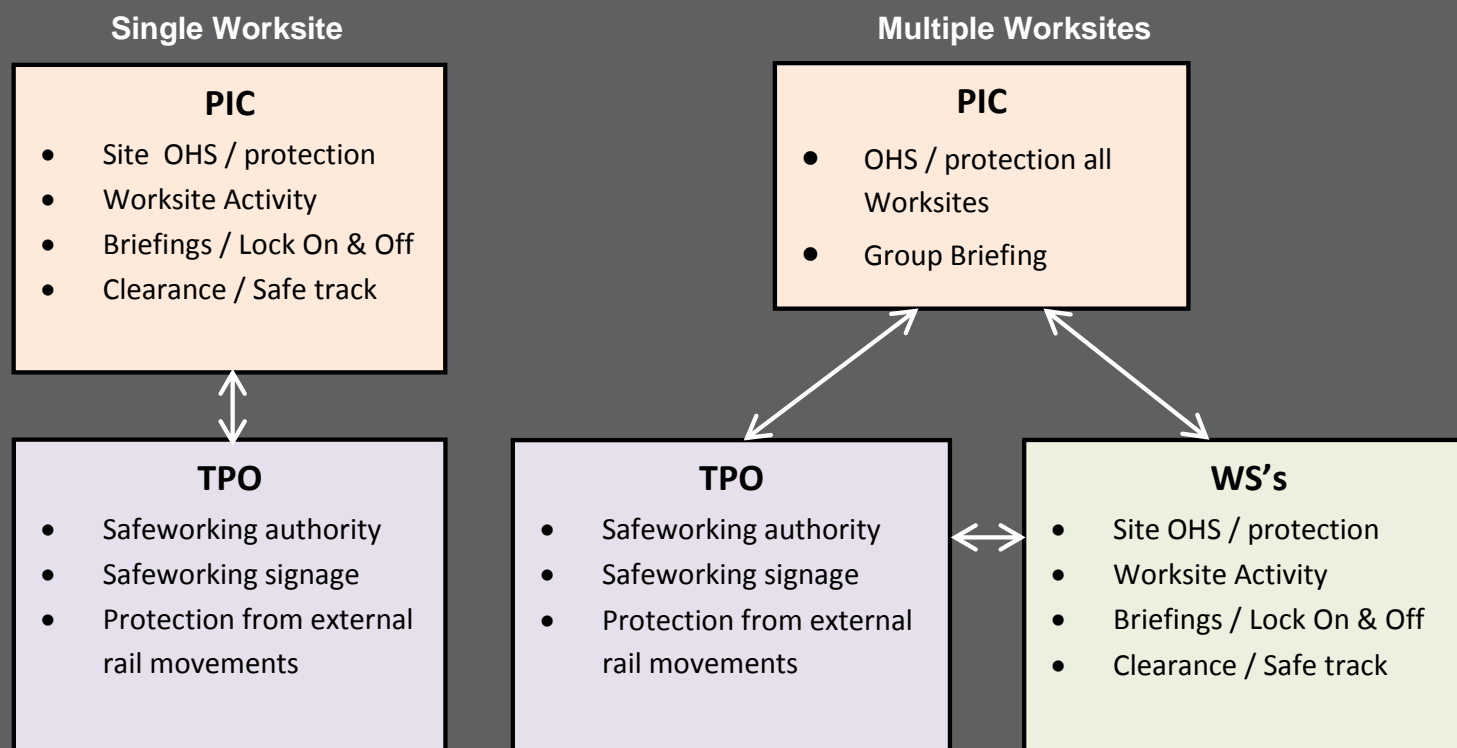 Single Worksite
PIC
• Site OHS / protection
• Worksite Activity
• Briefings / Lock On & Off
• Clearance / Safe track
TPO
• Safeworking authority
• Safeworking signage
• Protection from external
rail movements
Multiple Worksites
PIC
• OHS / protection all
Worksites
• Group Briefing
TPO
• Safeworking authority
• Safeworking signage
• Protection from external
rail movements
WS’s
• Site OHS / protection
• Worksite Activity
• Briefings / Lock On & Off
• Clearance / Safe track